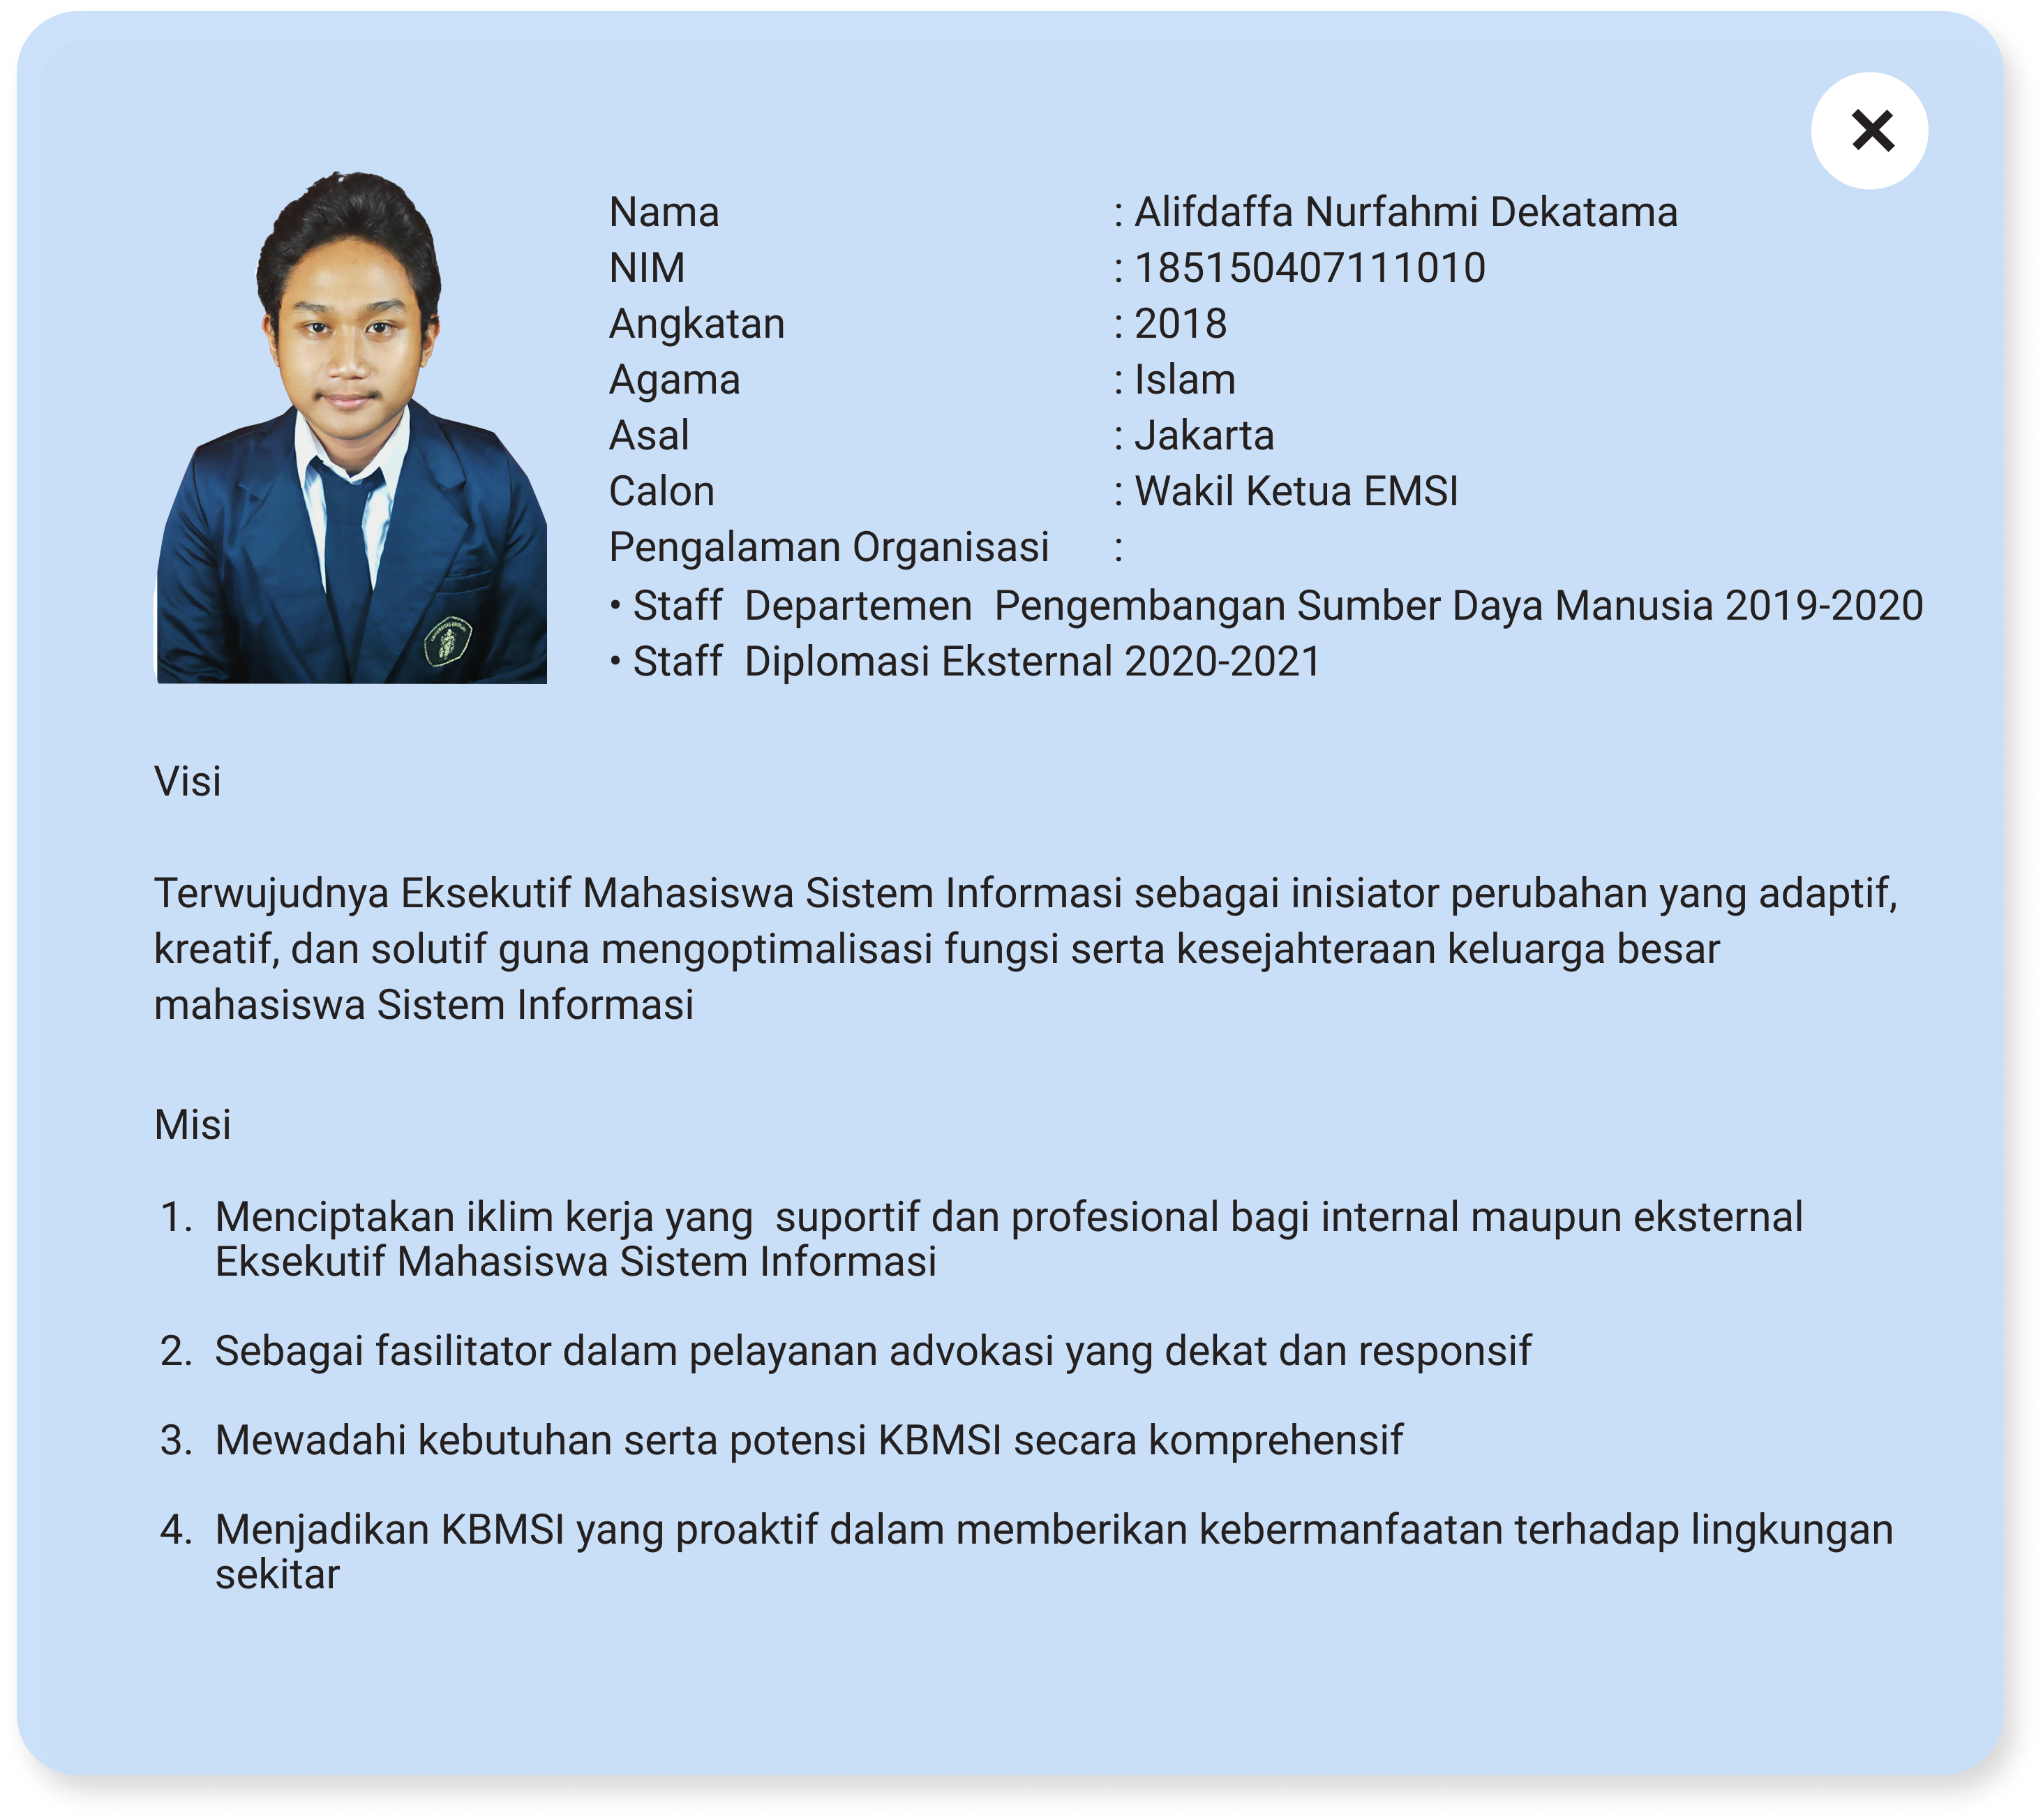 Nama : Alifdaffa Nurfahmi Dekatama
NIM : 185150407111010
Angkatan : 2018
Agama : Islam
Asal : Jakarta
Calon : Wakil Ketua EMSI
Pengalaman Organisasi :
• Staff  Departemen  Pengembangan Sumber Daya Manusia 2019-2020
• Staff  Diplomasi Eksternal 2020-2021
Visi
Terwujudnya Eksekutif Mahasiswa Sistem Informasi sebagai inisiator perubahan yang adaptif,
kreatif, dan solutif guna mengoptimalisasi fungsi serta kesejahteraan keluarga besar
mahasiswa Sistem Informasi
Misi
1. Menciptakan iklim kerja yang  suportif dan profesional bagi internal maupun eksternal
Eksekutif Mahasiswa Sistem Informasi
2. Sebagai fasilitator dalam pelayanan advokasi yang dekat dan responsif
3. Mewadahi kebutuhan serta potensi KBMSI secara komprehensif
4. Menjadikan KBMSI yang proaktif dalam memberikan kebermanfaatan terhadap lingkungan
sekitar